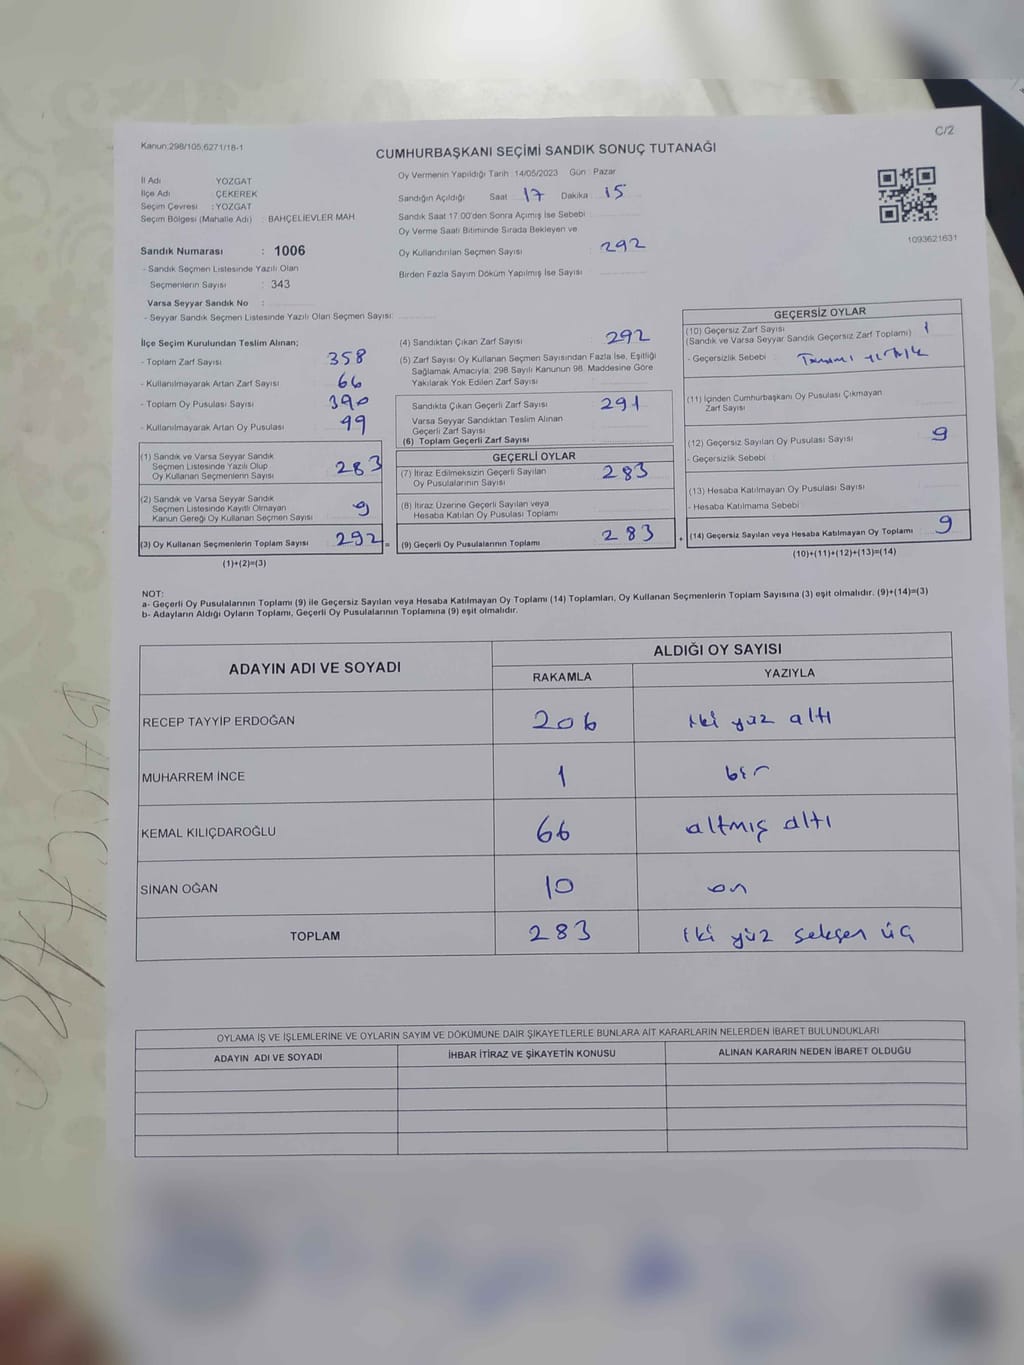 C/2
Kanun:298/105,6271/18-1
CUMHURBAŞKANI SEÇİMİ SANDIK SONUÇ TUTANAĞI
İl Adı YOZGAT
İlçe Adı ÇEKEREK
Seçim Çevresi : YOZGAT
Seçim Bölgesi (Mahalle Adı) : BAHÇELİEVLER MAH
Sandık Numarası : 1006
- Sandık Seçmen Listesinde Yazılı Olan
Seçmenlerin Sayısı : 343
Varsa Seyyar Sandık No :
- Seyyar Sandık Seçmen Listesinde Yazılı Olan Seçmen Sayısı:
Oy Vermenin Yapıldığı Tarih : 14/05/2023 Gün Pazar
Sandığın Açıldığı Saat 17 Dakika 15
Sandık Saat 17:00'den Sonra Açımış İse Sebebi
Oy Verme Saati Bitiminde Sırada Bekleyen ve
Oy Kullandırılan Seçmen Sayısı : 292
Birden Fazla Sayım Döküm Yapılmış İse Sayısı
1093621631
İlçe Seçim Kurulundan Teslim Alınan;
- Toplam Zarf Sayısı 358
- Kullanılmayarak Artan Zarf Sayısı : 66
- Toplam Oy Pusulası Sayısı : 390
- Kullanılmayarak Artan Oy Pusulası : 99
(1) Sandık ve Varsa Seyyar Sandık
Seçmen Listesinde Yazılı Olup
Oy Kullanan Seçmenlerin Sayısı : 283
(2) Sandık ve Varsa Seyyar Sandık
Seçmen Listesinde Kayıtlı Olmayan
Kanun Gereği Oy Kullanan Seçmen Sayısı 9
(3) Oy Kullanan Seçmenlerin Toplam Sayısı : 292
(1)+(2)=(3)
(4) Sandıktan Çıkan Zarf Sayısı : 292
(5) Zarf Sayısı Oy Kullanan Seçmen Sayısından Fazla İse, Eşitliği
Sağlamak Amacıyla; 298 Sayılı Kanunun 98. Maddesine Göre
Yakılarak Yok Edilen Zarf Sayısı
Sandıkta Çıkan Geçerli Zarf Sayısı : 291
Varsa Seyyar Sandıktan Teslim Alınan
Geçerli Zarf Sayısı
(6) Toplam Geçerli Zarf Sayısı
GEÇERLİ OYLAR
(7) İtiraz Edilmeksizin Geçerli Sayılan
Oy Pusulalarının Sayısı : 283
(8) İtiraz Üzerine Geçerli Sayılan veya
Hesaba Katılan Oy Pusulası Toplamı
= (9) Geçerli Oy Pusulalarının Toplamı : 283
GEÇERSİZ OYLAR
(10) Geçersiz Zarf Sayısı
(Sandık ve Varsa Seyyar Sandık Geçersiz Zarf Toplamı) 1
- Geçersizlik Sebebi :
(11) İçinden Cumhurbaşkanı Oy Pusulası Çıkmayan
Zarf Sayısı
(12) Geçersiz Sayılan Oy Pusulası Sayısı : 9
- Geçersizlik Sebebi :
(13) Hesaba Katılmayan Oy Pusulası Sayısı
- Hesaba Katılmama Sebebi
+ (14) Geçersiz Sayılan veya Hesaba Katılmayan Oy Toplamı : 9
(10)+(11)+(12)+(13)=(14)
NOT:
a- Geçerli Oy Pusulalarının Toplamı (9) ile Geçersiz Sayılan veya Hesaba Katılmayan Oy Toplamı (14) Toplamları, Oy Kullanan Seçmenlerin Toplam Sayısına (3) eşit olmalıdır. (9)+(14)=(3)
b- Adayların Aldığı Oyların Toplamı, Geçerli Oy Pusulalarının Toplamına (9) eşit olmalıdır.
ADAYIN ADI VE SOYADI ALDIĞI OY SAYISI
RAKAMLA YAZIYLA
RECEP TAYYİP ERDOĞAN 206 iki yüz altı
MUHARREM İNCE 1 bir
KEMAL KILIÇDAROĞLU 66 altmış altı
SİNAN OĞAN 10 on
TOPLAM 283 iki yüz seksen üç
OYLAMA İŞ VE İŞLEMLERİNE VE OYLARIN SAYIM VE DÖKÜMÜNE DAİR ŞİKAYETLERLE BUNLARA AİT KARARLARIN NELERDEN İBARET BULUNDUKLARI
ADAYIN ADI VE SOYADI İHBAR İTİRAZ VE ŞİKAYETİN KONUSU ALINAN KARARIN NEDEN İBARET OLDUĞU